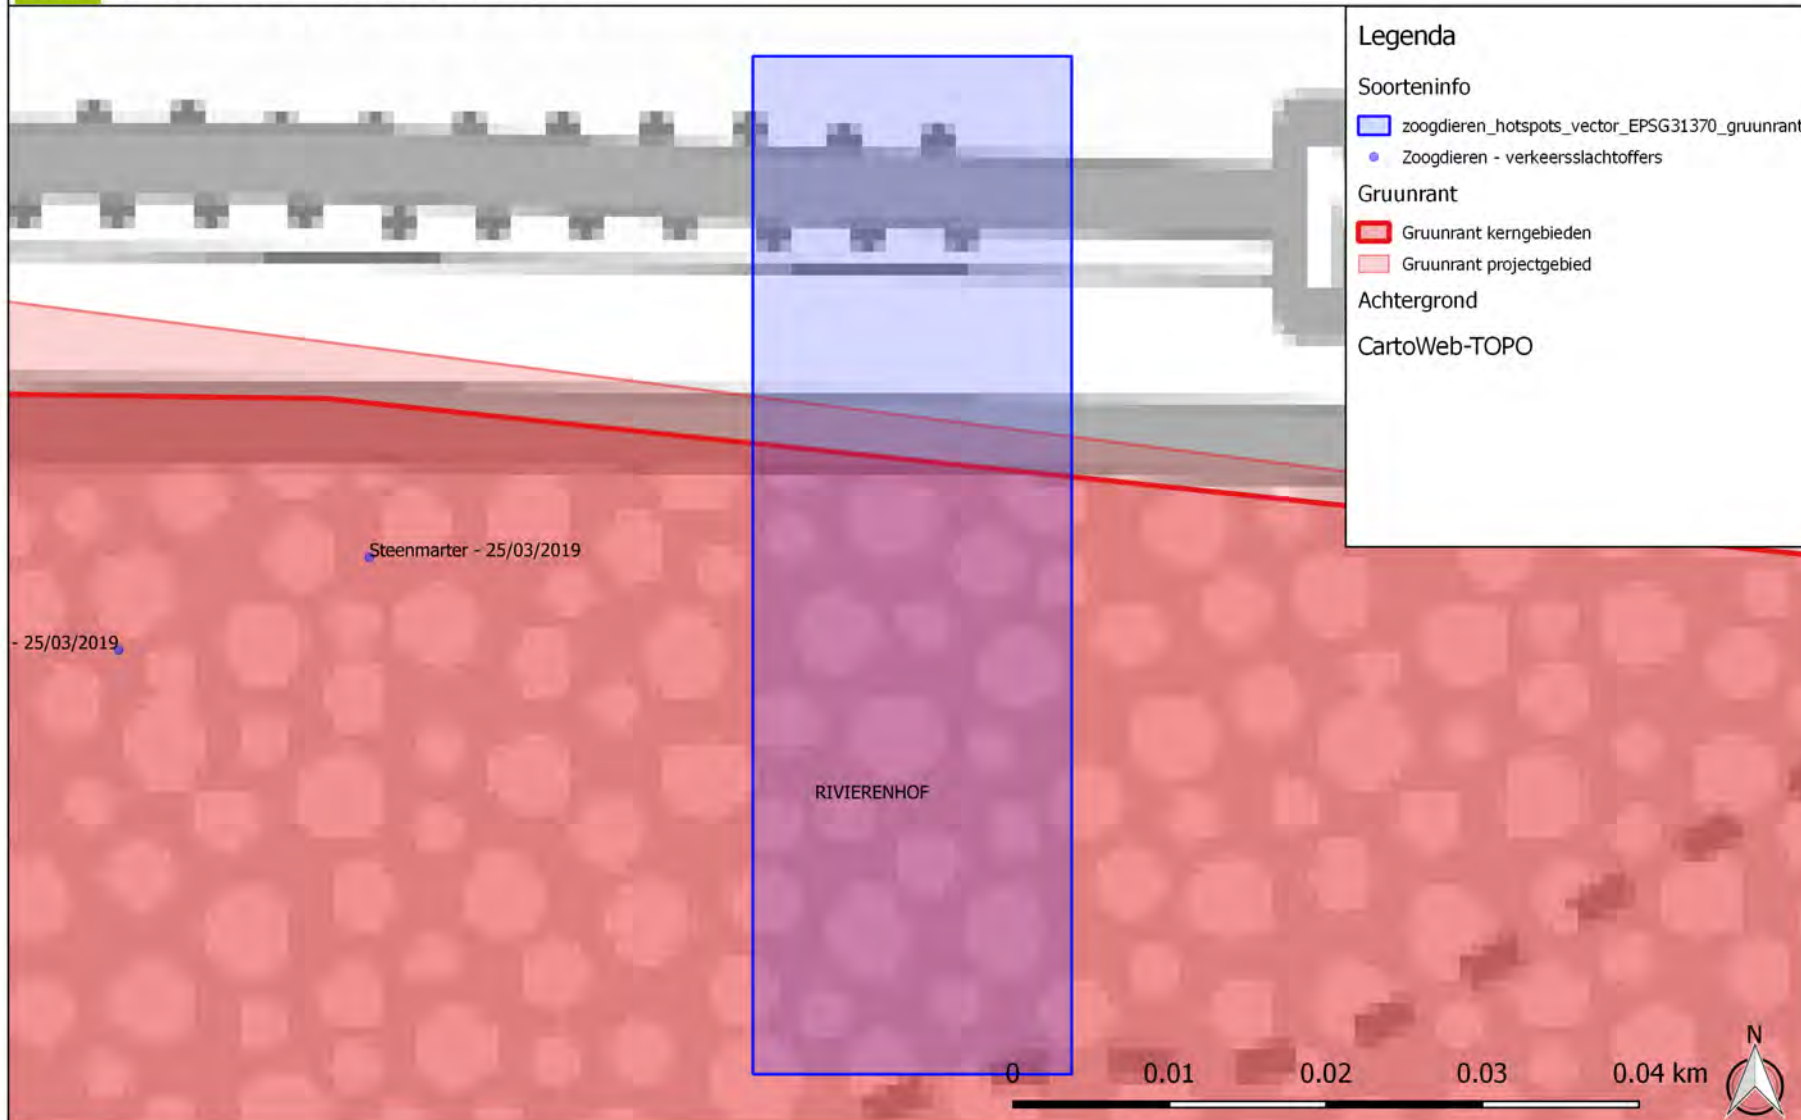 Legenda
Soorteninfo
zoogdieren_hotspots_vector_EPSG31370_gruunrant
Zoogdieren - verkeersslachtoffers
Gruunrant
Gruunrant kerngebieden
Gruunrant projectgebied
Achtergrond
CartoWeb-TOPO
Steenmarter - 25/03/2019
- 25/03/2019
RIVIERENHOF
N
0 0.01 0.02 0.03 0.04 km